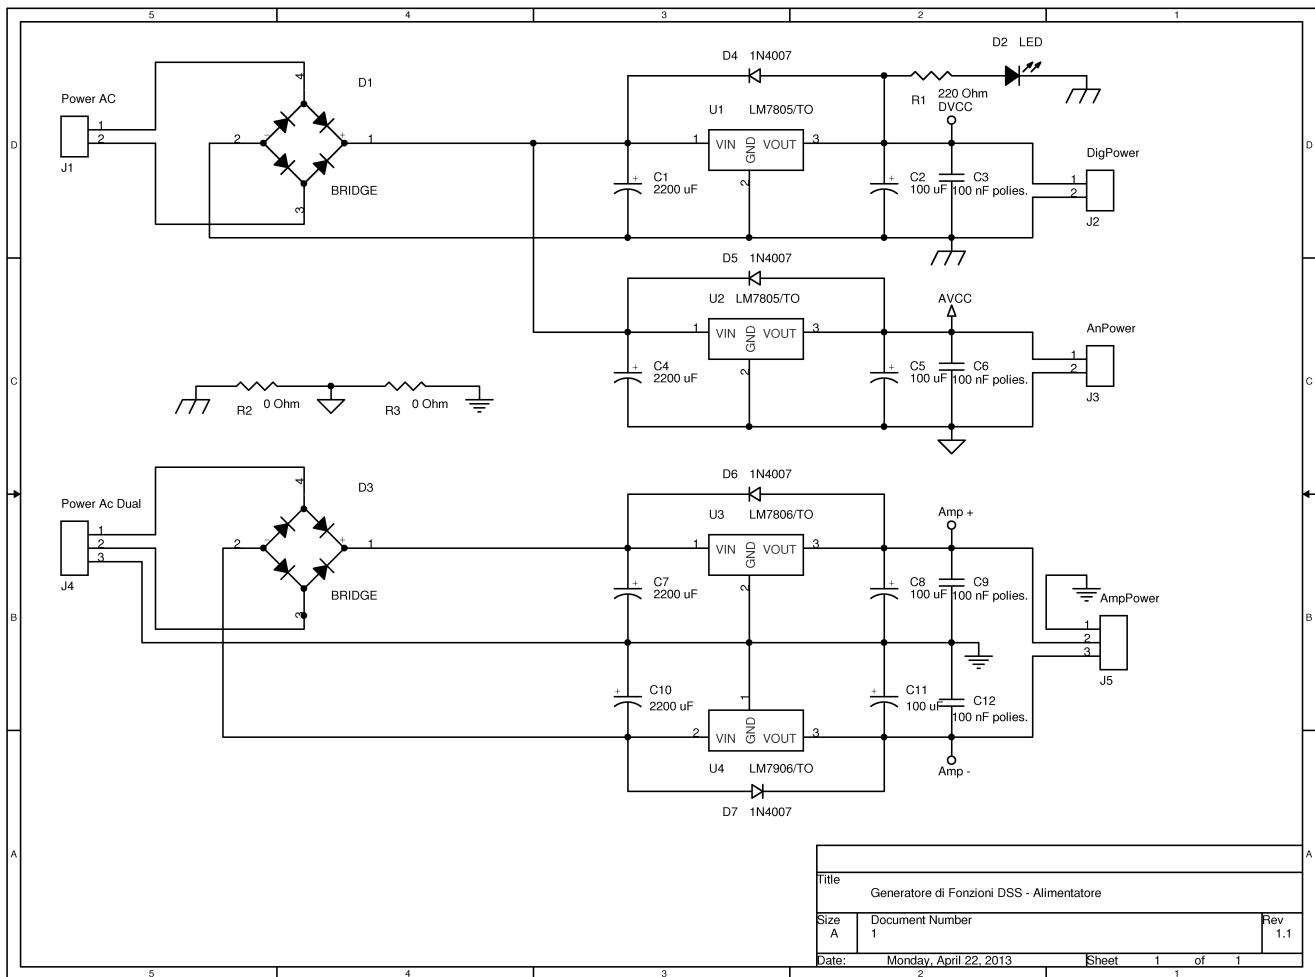 5 4 3 2 1
D
C
B
A
D
C
B
A
Power AC
1
2
J1
4
D1
2
-
+
1
3
BRIDGE
D4 1N4007
U1 LM7805/TO
1 VIN GND VOUT 3
2
C1
2200 uF
C2
100 uF
C3
100 nF polies.
R1
220 Ohm
D2 LED
DVCC
DigPower
1
2
J2
D5 1N4007
U2 LM7805/TO
1 VIN GND VOUT 3
2
C4
2200 uF
C5
100 uF
C6
100 nF polies.
AVCC
AnPower
1
2
J3
R2 0 Ohm
R3 0 Ohm
Power Ac Dual
1
2
3
J4
4
D3
2
-
+
1
3
BRIDGE
D6 1N4007
U3 LM7806/TO
1 VIN GND VOUT 3
2
C7
2200 uF
C8
100 uF
C9
100 nF polies.
Amp +
AmpPower
1
2
3
J5
C10
2200 uF
C11
100 uF
C12
100 nF polies.
1
2 VIN GND VOUT 3
U4 LM7906/TO
Amp -
D7 1N4007
Title
Generatore di Fonzioni DSS - Alimentatore
Size Document Number Rev
A 1 1.1
Date: Monday, April 22, 2013 Sheet 1 of 1
5 4 3 2 1